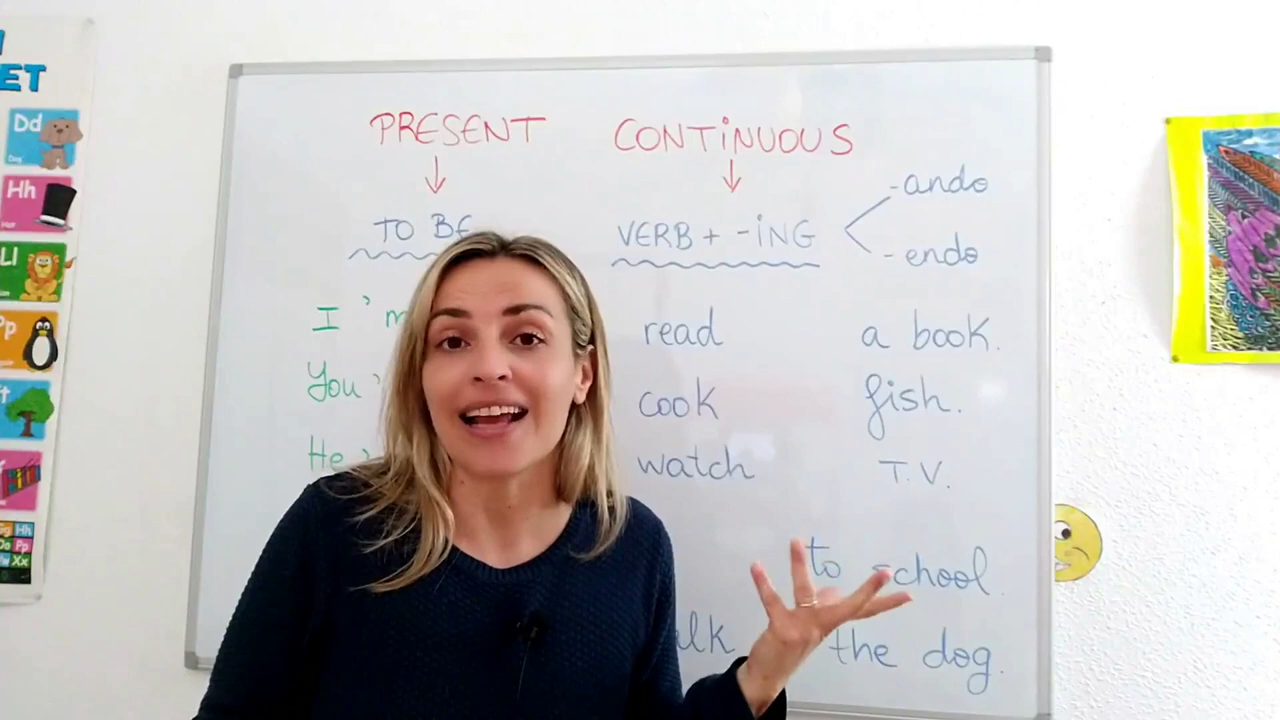 ET
Dd
Hh
Ll
Pp
PRESENT CONTINUOUS
TO BE VERB + -ING
-ando
-endo
I 'm read a book.
You' cook fish.
He' watch T.V.
to school.
the dog.